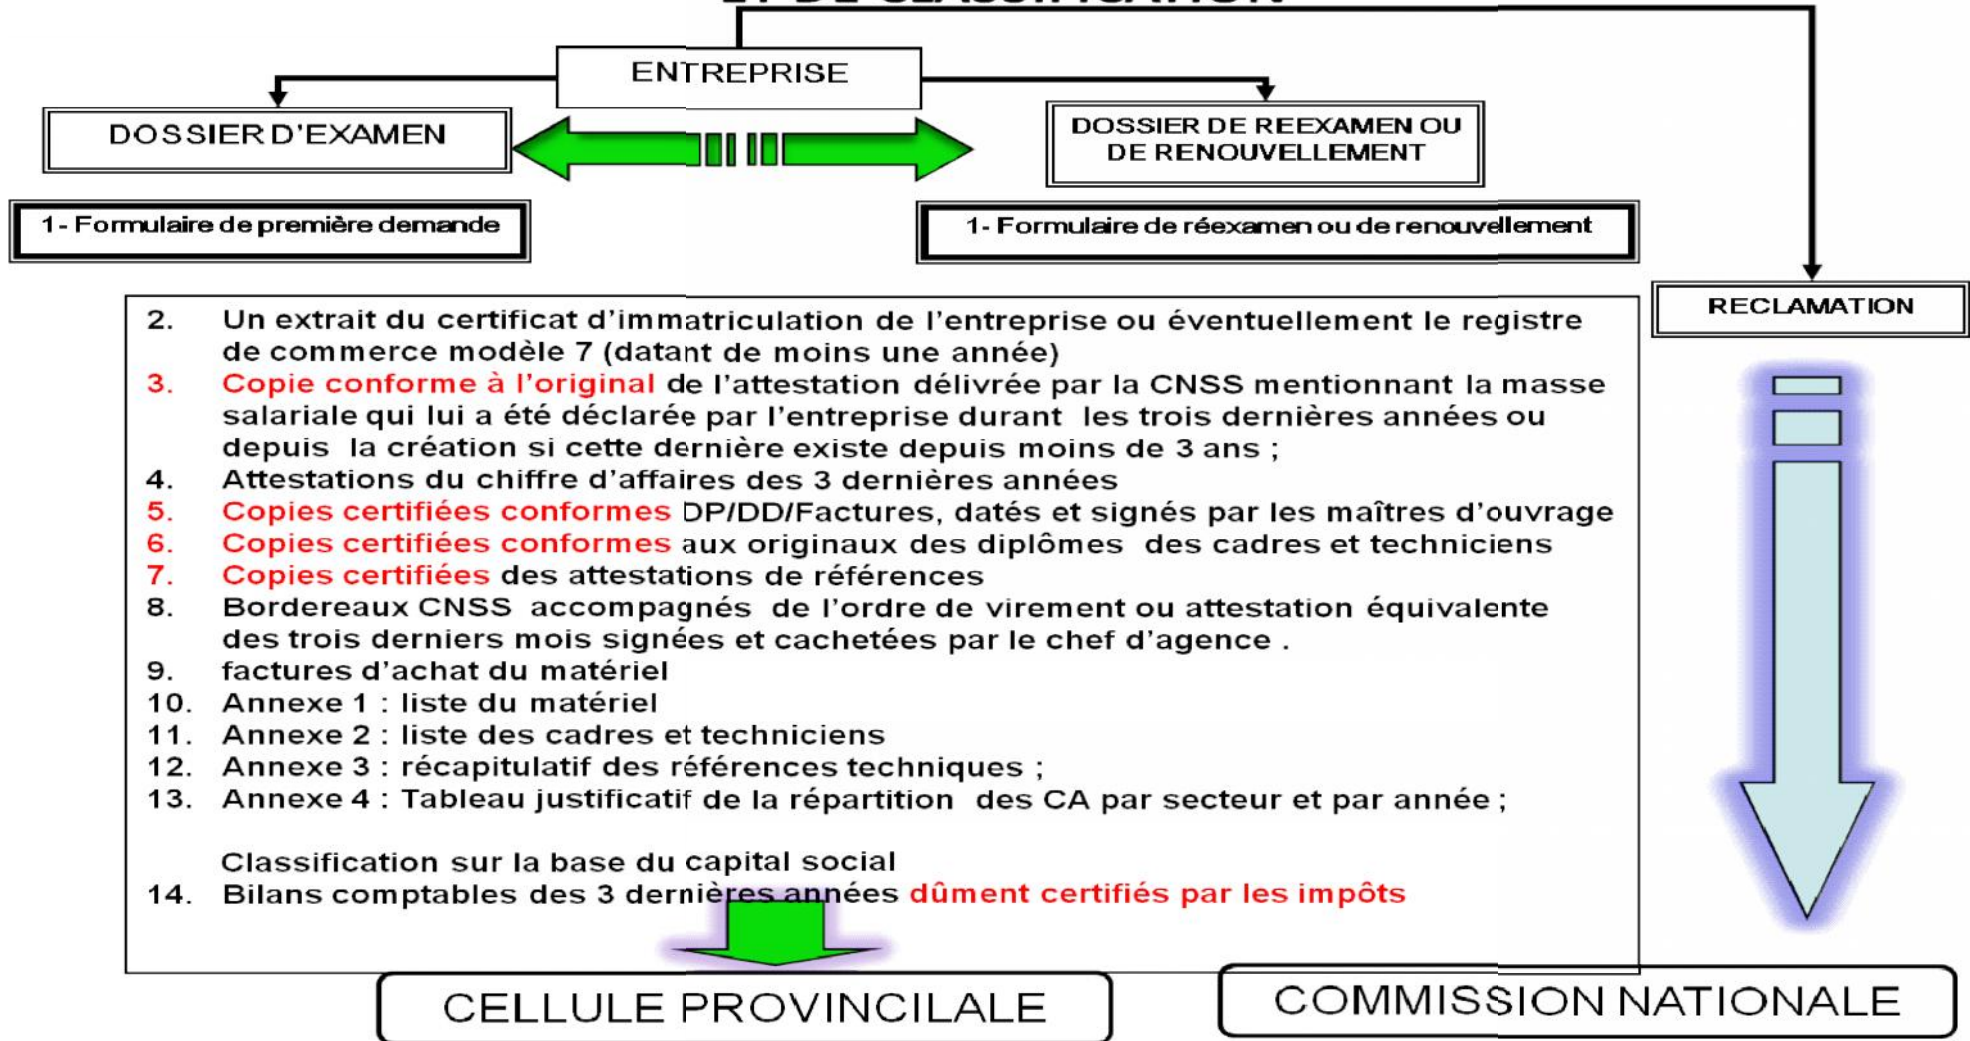 ET DE CLASSIFICATION
ENTREPRISE
DOSSIER D'EXAMEN
DOSSIER DE REEXAMEN OU
DE RENOUVELLEMENT
1- Formulaire de première demande
1- Formulaire de réexamen ou de renouvellement
RECLAMATION
2. Un extrait du certificat d'immatriculation de l'entreprise ou éventuellement le registre
de commerce modèle 7 (datant de moins une année)
3. Copie conforme à l'original de l'attestation délivrée par la CNSS mentionnant la masse
salariale qui lui a été déclarée par l'entreprise durant les trois dernières années ou
depuis la création si cette dernière existe depuis moins de 3 ans ;
4. Attestations du chiffre d'affaires des 3 dernières années
5. Copies certifiées conformes DP/DD/Factures, datés et signés par les maîtres d'ouvrage
6. Copies certifiées conformes aux originaux des diplômes des cadres et techniciens
7. Copies certifiées des attestations de références
8. Bordereaux CNSS accompagnés de l'ordre de virement ou attestation équivalente
des trois derniers mois signées et cachetées par le chef d'agence .
9. factures d'achat du matériel
10. Annexe 1 : liste du matériel
11. Annexe 2 : liste des cadres et techniciens
12. Annexe 3 : récapitulatif des références techniques ;
13. Annexe 4 : Tableau justificatif de la répartition des CA par secteur et par année ;
Classification sur la base du capital social
14. Bilans comptables des 3 dernières années dûment certifiés par les impôts
CELLULE PROVINCILALE
COMMISSION NATIONALE